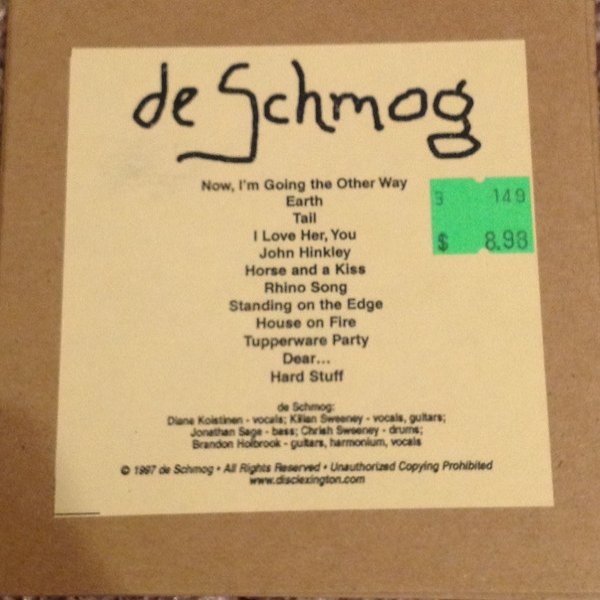 de Schmog
Now, I'm Going the Other Way
Earth
Tail
I Love Her, You
John Hinkley
Horse and a Kiss
Rhino Song
Standing on the Edge
House on Fire
Tupperware Party
Dear...
Hard Stuff
3 149
$ 8.98
de Schmog:
Diane Koistinen - vocals; Kilian Sweeney - vocals, guitars;
Jonathan Sage - bass; Chrish Sweeney - drums;
Brandon Holbrook - guitars, harmonium, vocals
© 1997 de Schmog • All Rights Reserved • Unauthorized Copying Prohibited
www.disclexington.com